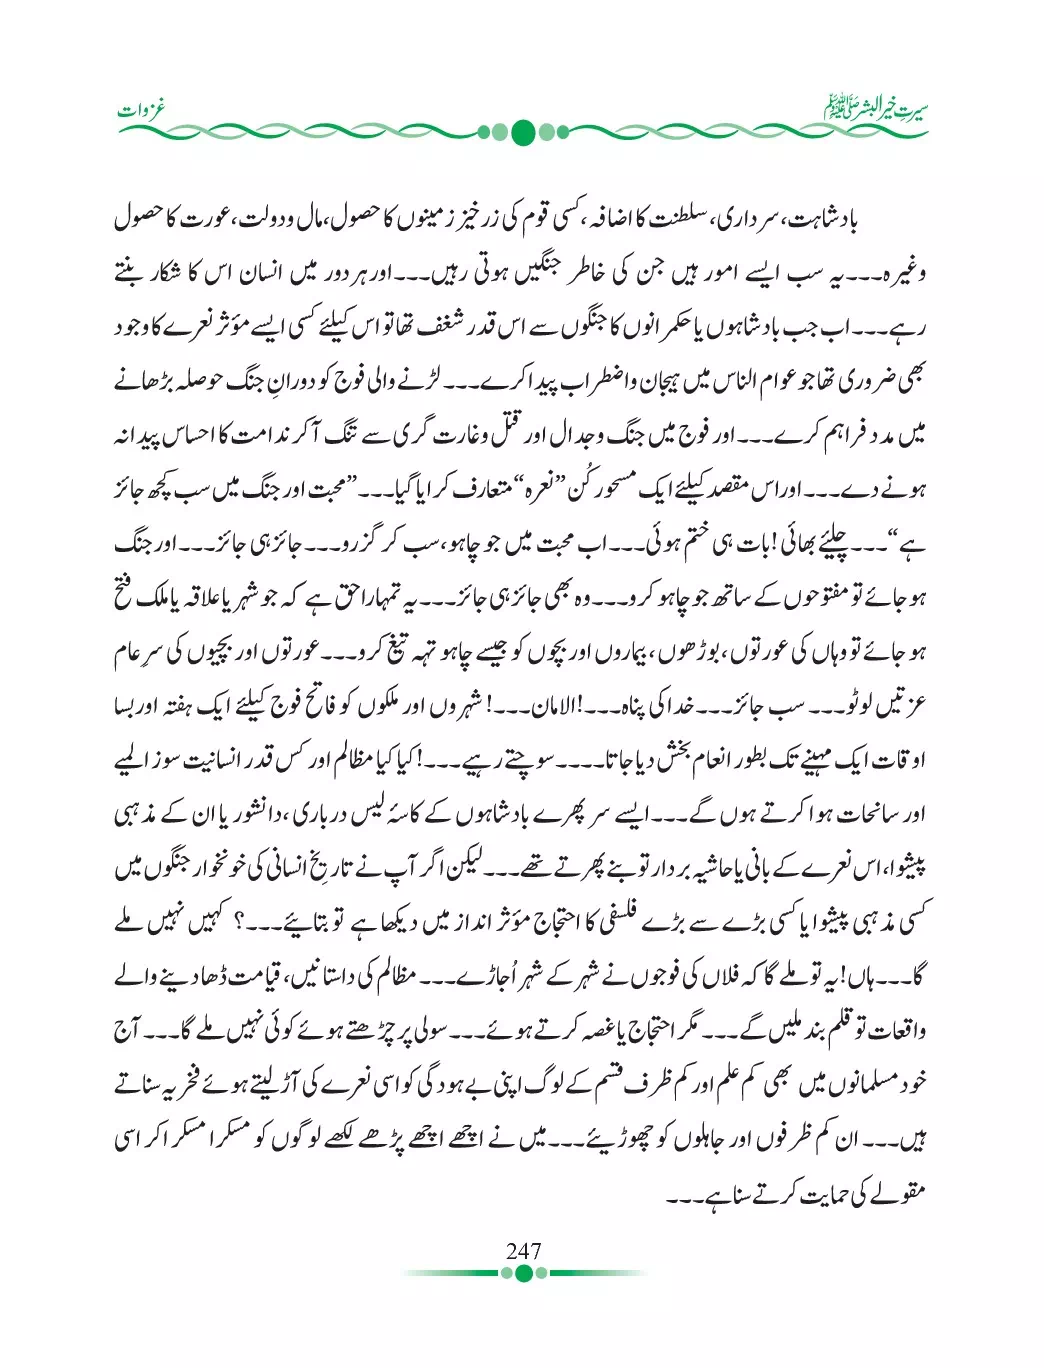 سیرتِ خیرالبشر ﷺ
غزوات
بادشاہت، سرداری، سلطنت کا اضافہ، کسی قوم کی زرخیز زمینوں کا حصول، مال و دولت، عورت کا حصول
وغیرہ۔۔۔ یہ سب ایسے امور ہیں جن کی خاطر جنگیں ہوتی رہیں۔۔۔ اور ہر دور میں انسان اس کا شکار بنتے
رہے۔۔۔ اب جب بادشاہوں یا حکمرانوں کا جنگوں سے اس قدر شغف تھا تو اس کیلئے کسی ایسے مؤثر نعرے کا وجود
بھی ضروری تھا جو عوام الناس میں ہیجان و اضطراب پیدا کرے۔۔۔ لڑنے والی فوج کو دورانِ جنگ حوصلہ بڑھانے
میں مدد فراہم کرے۔۔۔ اور فوج میں جنگ و جدال اور قتل و غارت گری سے تنگ آ کر ندامت کا احساس پیدا نہ
ہونے دے۔۔۔ اور اس مقصد کیلئے ایک مسحور کُن ”نعرہ“ متعارف کرایا گیا۔۔۔ ”محبت اور جنگ میں سب کچھ جائز
ہے“۔۔۔ چلیئے بھائی! بات ہی ختم ہوئی۔۔۔ اب محبت میں جو چاہو، سب کر گزرو۔۔۔ جائز ہی جائز۔۔۔ اور جنگ
ہو جائے تو مفتوحوں کے ساتھ جو چاہو کرو۔۔۔ وہ بھی جائز ہی جائز۔۔۔ یہ تمہارا حق ہے کہ جو شہر یا علاقہ یا ملک فتح
ہو جائے تو وہاں کی عورتوں، بوڑھوں، بیماروں اور بچوں کو جیسے چاہو تہہ تیغ کرو۔۔۔ عورتوں اور بچیوں کی سرِعام
عزتیں لوٹو۔۔۔ سب جائز۔۔۔ خدا کی پناہ۔۔۔! الامان۔۔۔! شہروں اور ملکوں کو فاتح فوج کیلئے ایک ہفتہ اور بسا
اوقات ایک مہینے تک بطور انعام بخش دیا جاتا۔۔۔۔ سوچتے رہیے۔۔۔! کیا کیا مظالم اور کس قدر انسانیت سوز المیے
اور سانحات ہوا کرتے ہوں گے۔۔۔ ایسے سر پھرے بادشاہوں کے کاسۂ لیس درباری، دانشور یا ان کے مذہبی
پیشوا، اس نعرے کے بانی یا حاشیہ بردار تو بنے پھرتے تھے۔۔۔ لیکن اگر آپ نے تاریخِ انسانی کی خونخوار جنگوں میں
کسی مذہبی پیشوا یا کسی بڑے سے بڑے فلسفی کا احتجاج مؤثر انداز میں دیکھا ہے تو بتائیے۔۔۔؟ کہیں نہیں ملے
گا۔۔۔ ہاں! یہ تو ملے گا کہ فلاں کی فوجوں نے شہر کے شہر اُجاڑے۔۔۔ مظالم کی داستانیں، قیامت ڈھا دینے والے
واقعات تو قلم بند ملیں گے۔۔۔ مگر احتجاج یا غصہ کرتے ہوئے۔۔۔ سولی پر چڑھتے ہوئے کوئی نہیں ملے گا۔۔۔ آج
خود مسلمانوں میں بھی کم علم اور کم ظرف قسم کے لوگ اپنی بے ہودگی کو اسی نعرے کی آڑ لیتے ہوئے فخریہ سناتے
ہیں۔۔۔ ان کم ظرفوں اور جاہلوں کو چھوڑیئے۔۔۔ میں نے اچھے اچھے پڑھے لکھے لوگوں کو مسکرا مسکرا کر اسی
مقولے کی حمایت کرتے سنا ہے۔۔۔
247